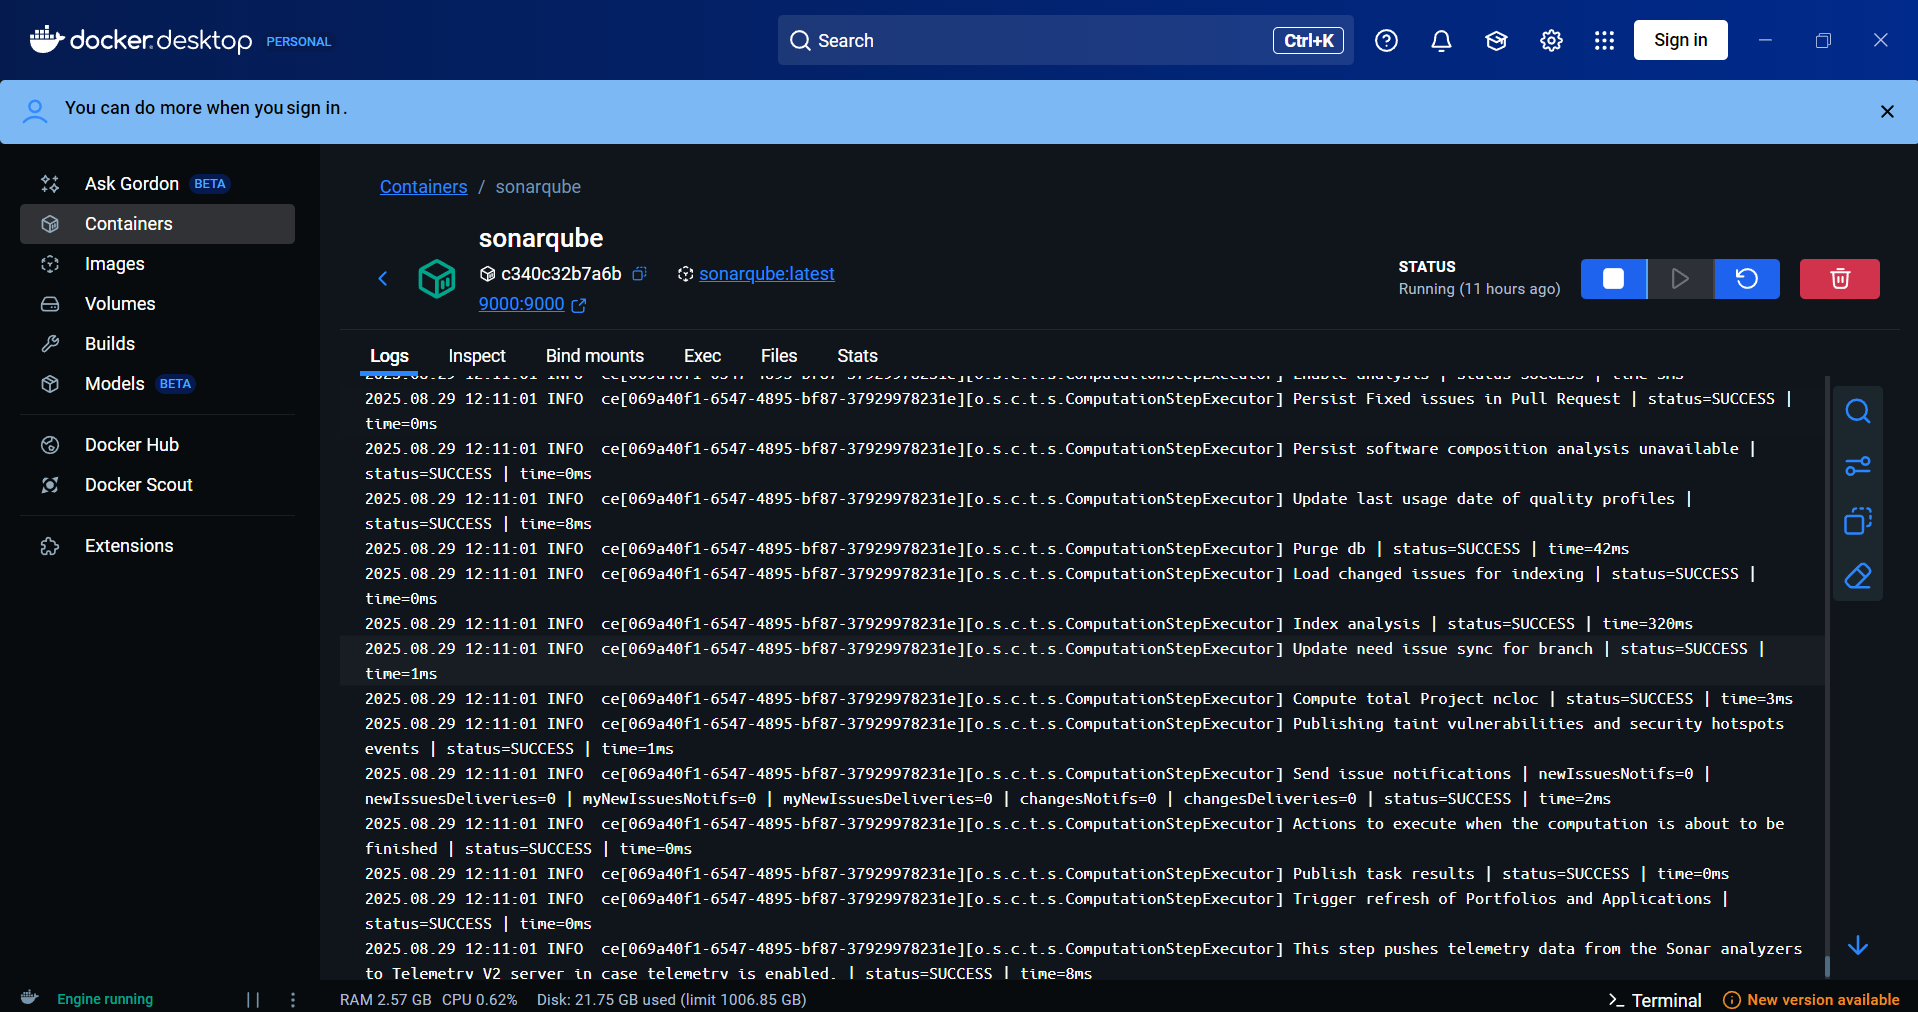 docker.desktop PERSONAL
Search Ctrl+K
Sign in
You can do more when you sign in.
Ask Gordon BETA
Containers
Images
Volumes
Builds
Models BETA
Docker Hub
Docker Scout
Extensions
Containers / sonarqube
sonarqube
c340c32b7a6b sonarqube:latest
9000:9000
STATUS
Running (11 hours ago)
Logs Inspect Bind mounts Exec Files Stats
2025.08.29 12:11:01 INFO ce[069a40f1-6547-4895-bf87-37929978231e][o.s.c.t.s.ComputationStepExecutor] Enable analysis | status=SUCCESS | time=
2025.08.29 12:11:01 INFO ce[069a40f1-6547-4895-bf87-37929978231e][o.s.c.t.s.ComputationStepExecutor] Persist Fixed issues in Pull Request | status=SUCCESS |
time=0ms
2025.08.29 12:11:01 INFO ce[069a40f1-6547-4895-bf87-37929978231e][o.s.c.t.s.ComputationStepExecutor] Persist software composition analysis unavailable |
status=SUCCESS | time=0ms
2025.08.29 12:11:01 INFO ce[069a40f1-6547-4895-bf87-37929978231e][o.s.c.t.s.ComputationStepExecutor] Update last usage date of quality profiles |
status=SUCCESS | time=8ms
2025.08.29 12:11:01 INFO ce[069a40f1-6547-4895-bf87-37929978231e][o.s.c.t.s.ComputationStepExecutor] Purge db | status=SUCCESS | time=42ms
2025.08.29 12:11:01 INFO ce[069a40f1-6547-4895-bf87-37929978231e][o.s.c.t.s.ComputationStepExecutor] Load changed issues for indexing | status=SUCCESS |
time=0ms
2025.08.29 12:11:01 INFO ce[069a40f1-6547-4895-bf87-37929978231e][o.s.c.t.s.ComputationStepExecutor] Index analysis | status=SUCCESS | time=320ms
2025.08.29 12:11:01 INFO ce[069a40f1-6547-4895-bf87-37929978231e][o.s.c.t.s.ComputationStepExecutor] Update need issue sync for branch | status=SUCCESS |
time=1ms
2025.08.29 12:11:01 INFO ce[069a40f1-6547-4895-bf87-37929978231e][o.s.c.t.s.ComputationStepExecutor] Compute total Project ncloc | status=SUCCESS | time=3ms
2025.08.29 12:11:01 INFO ce[069a40f1-6547-4895-bf87-37929978231e][o.s.c.t.s.ComputationStepExecutor] Publishing taint vulnerabilities and security hotspots
events | status=SUCCESS | time=1ms
2025.08.29 12:11:01 INFO ce[069a40f1-6547-4895-bf87-37929978231e][o.s.c.t.s.ComputationStepExecutor] Send issue notifications | newIssuesNotifs=0 |
newIssuesDeliveries=0 | myNewIssuesNotifs=0 | myNewIssuesDeliveries=0 | changesNotifs=0 | changesDeliveries=0 | status=SUCCESS | time=2ms
2025.08.29 12:11:01 INFO ce[069a40f1-6547-4895-bf87-37929978231e][o.s.c.t.s.ComputationStepExecutor] Actions to execute when the computation is about to be
finished | status=SUCCESS | time=0ms
2025.08.29 12:11:01 INFO ce[069a40f1-6547-4895-bf87-37929978231e][o.s.c.t.s.ComputationStepExecutor] Publish task results | status=SUCCESS | time=0ms
2025.08.29 12:11:01 INFO ce[069a40f1-6547-4895-bf87-37929978231e][o.s.c.t.s.ComputationStepExecutor] Trigger refresh of Portfolios and Applications |
status=SUCCESS | time=0ms
2025.08.29 12:11:01 INFO ce[069a40f1-6547-4895-bf87-37929978231e][o.s.c.t.s.ComputationStepExecutor] This step pushes telemetry data from the Sonar analyzers
to Telemetry V2 server in case telemetry is enabled. | status=SUCCESS | time=8ms
Engine running
RAM 2.57 GB CPU 0.62% Disk: 21.75 GB used (limit 1006.85 GB)
>_ Terminal
New version available